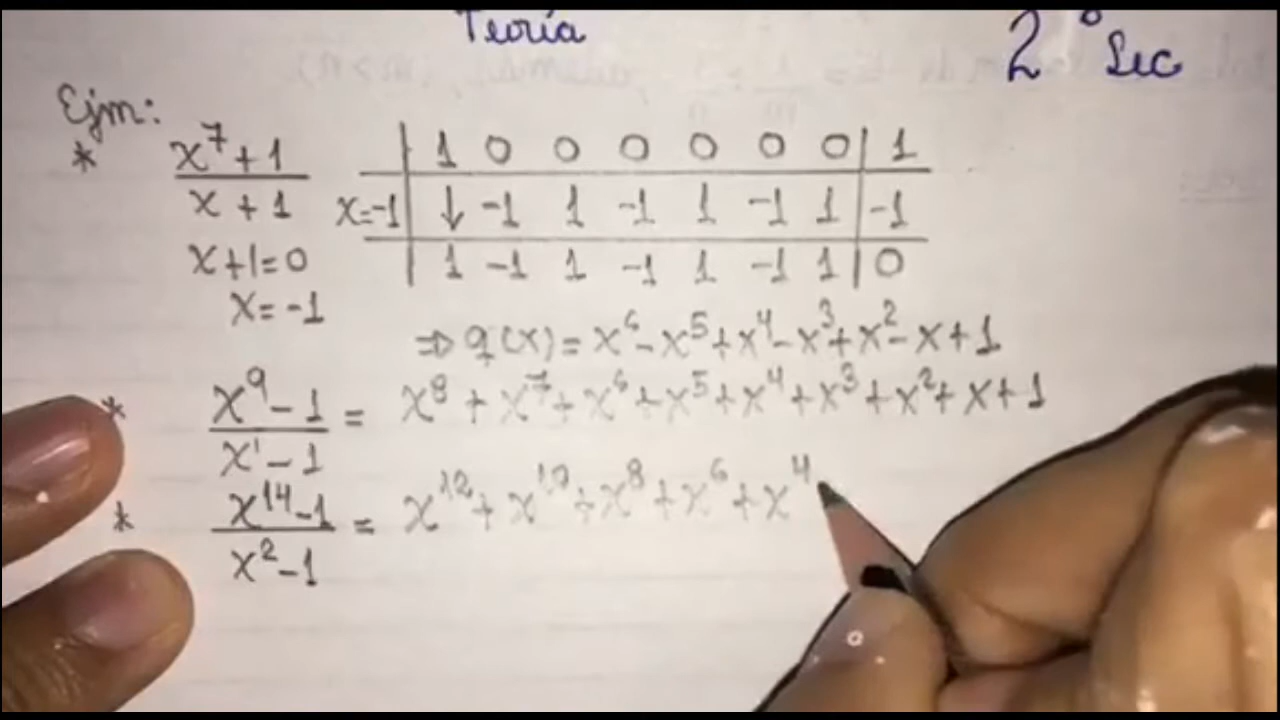 Teoría
2° Sec
Ejm:
* x⁷+1 / x+1
x+1=0
x=-1
1 0 0 0 0 0 0 | 1
x=-1 | ↓ -1 1 -1 1 -1 1 | -1
1 -1 1 -1 1 -1 1 | 0
⇒ q(x) = x⁶-x⁵+x⁴-x³+x²-x+1
* x⁹-1 / x¹-1 = x⁸+x⁷+x⁶+x⁵+x⁴+x³+x²+x+1
* x¹⁴-1 / x²-1 = x¹²+x¹⁰+x⁸+x⁶+x⁴